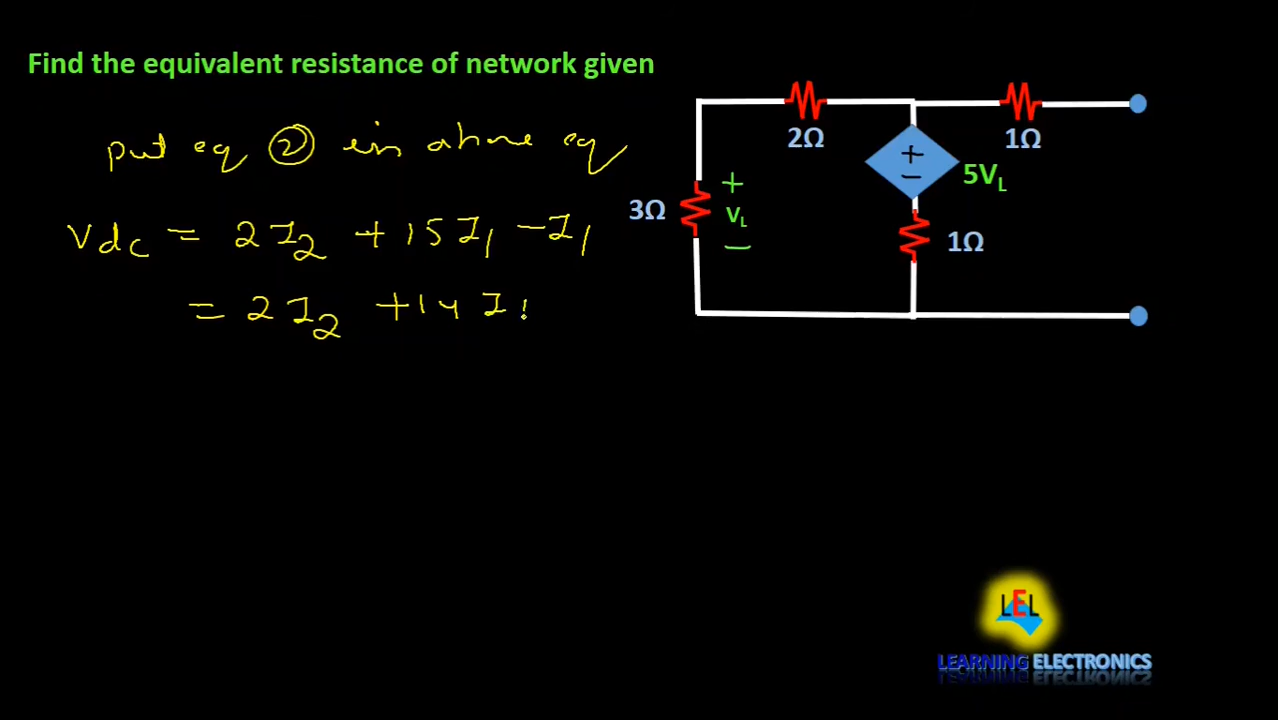 Find the equivalent resistance of network given
put eq ② in above eq
Vdc = 2I2 + 15I1 - I1
= 2I2 + 14I1
2Ω
1Ω
+
-
5VL
3Ω
+
VL
-
1Ω
LEL
LEARNING ELECTRONICS